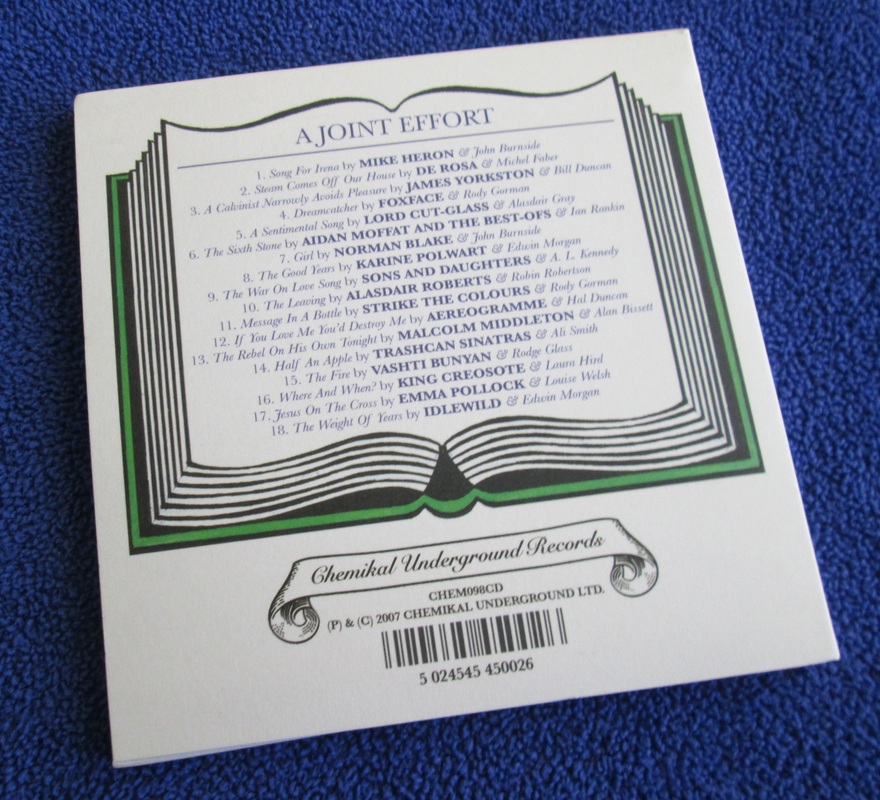 A JOINT EFFORT
1. Song For Irena by MIKE HERON & John Burnside
2. Steam Comes Off Our House by DE ROSA & Michel Faber
3. A Calvinist Narrowly Avoids Pleasure by JAMES YORKSTON & Bill Duncan
4. Dreamcatcher by FOXFACE & Rody Gorman
5. A Sentimental Song by LORD CUT-GLASS & Alasdair Gray
6. The Sixth Stone by AIDAN MOFFAT AND THE BEST-OFS & Ian Rankin
7. Girl by NORMAN BLAKE & John Burnside
8. The Good Years by KARINE POLWART & Edwin Morgan
9. The War On Love Song by SONS AND DAUGHTERS & A. L. Kennedy
10. The Leaving by ALASDAIR ROBERTS & Robin Robertson
11. Message In A Bottle by STRIKE THE COLOURS & Rody Gorman
12. If You Love Me You'd Destroy Me by AEREOGRAMME & Hal Duncan
13. The Rebel On His Own Tonight by MALCOLM MIDDLETON & Alan Bissett
14. Half An Apple by TRASHCAN SINATRAS & Ali Smith
15. The Fire by VASHTI BUNYAN & Rodge Glass
16. Where And When? by KING CREOSOTE & Laura Hird
17. Jesus On The Cross by EMMA POLLOCK & Louise Welsh
18. The Weight Of Years by IDLEWILD & Edwin Morgan
Chemikal Underground Records
CHEM098CD
(P) & (C) 2007 CHEMIKAL UNDERGROUND LTD.
5 024545 450026